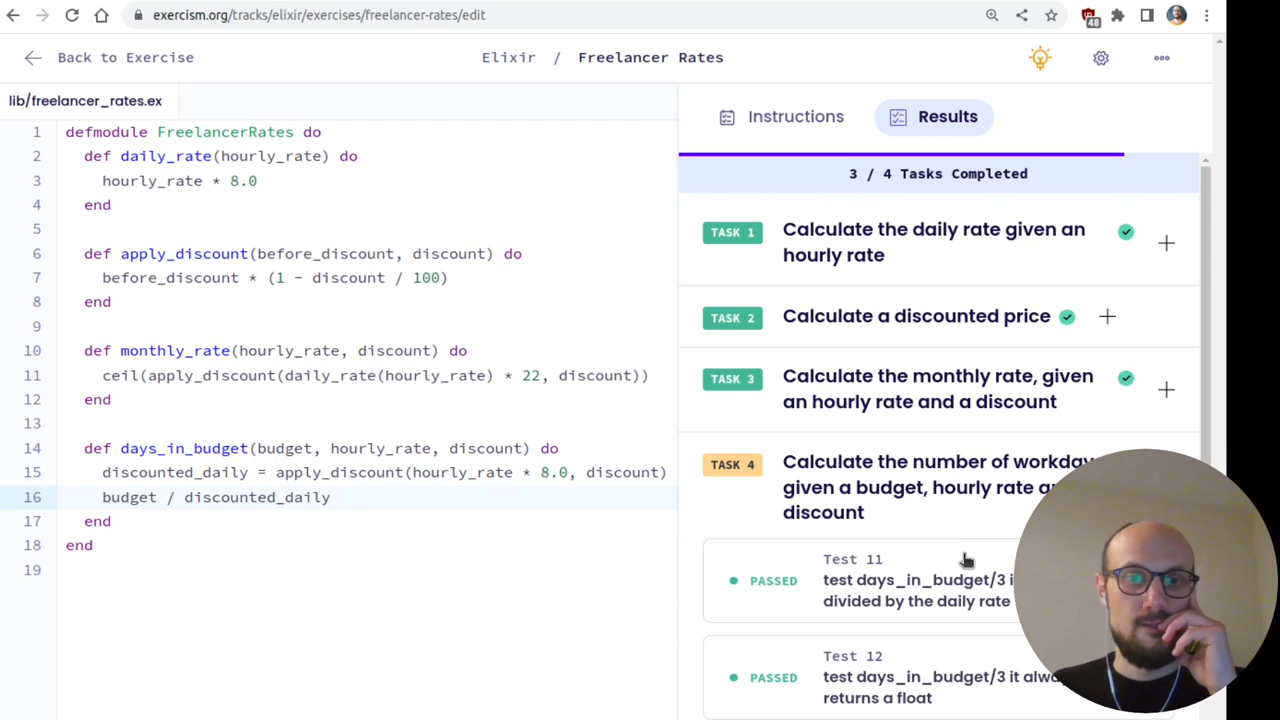 exercism.org/tracks/elixir/exercises/freelancer-rates/edit
48
Back to Exercise
Elixir / Freelancer Rates
lib/freelancer_rates.ex
1 defmodule FreelancerRates do
2 def daily_rate(hourly_rate) do
3 hourly_rate * 8.0
4 end
5
6 def apply_discount(before_discount, discount) do
7 before_discount * (1 - discount / 100)
8 end
9
10 def monthly_rate(hourly_rate, discount) do
11 ceil(apply_discount(daily_rate(hourly_rate) * 22, discount))
12 end
13
14 def days_in_budget(budget, hourly_rate, discount) do
15 discounted_daily = apply_discount(hourly_rate * 8.0, discount)
16 budget / discounted_daily
17 end
18 end
19
Instructions
Results
3 / 4 Tasks Completed
TASK 1
Calculate the daily rate given an
hourly rate
TASK 2
Calculate a discounted price
TASK 3
Calculate the monthly rate, given
an hourly rate and a discount
TASK 4
Calculate the number of workday
given a budget, hourly rate
discount
Test 11
PASSED
test days_in_budget/3 i
divided by the daily rate
Test 12
PASSED
test days_in_budget/3 it alwa
returns a float